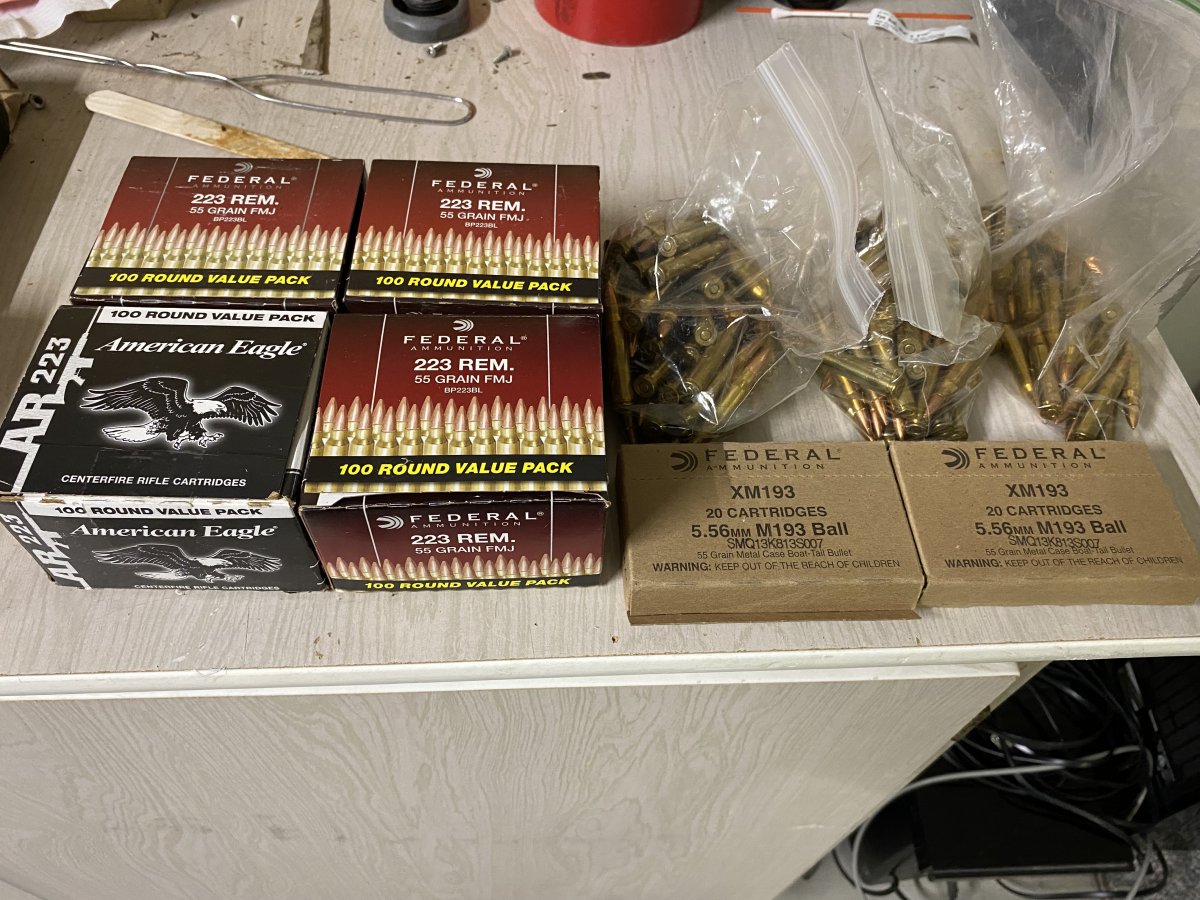 FEDERAL®
AMMUNITION
223 REM.
55 GRAIN FMJ
BP223BL
100 ROUND VALUE PACK
FEDERAL®
AMMUNITION
223 REM.
55 GRAIN FMJ
BP223BL
100 ROUND VALUE PACK
100 ROUND VALUE PACK
AR 223
American Eagle®
CENTERFIRE RIFLE CARTRIDGES
100 ROUND VALUE PACK
223
American Eagle®
CENTERFIRE RIFLE CARTRIDGES
FEDERAL®
AMMUNITION
223 REM.
55 GRAIN FMJ
BP223BL
100 ROUND VALUE PACK
FEDERAL®
AMMUNITION
223 REM.
55 GRAIN FMJ
100 ROUND VALUE PACK
FEDERAL®
AMMUNITION
XM193
20 CARTRIDGES
5.56MM M193 Ball
SMQ13K813S007
55 Grain Metal Case Boat-Tail Bullet
WARNING: KEEP OUT OF THE REACH OF CHILDREN
FEDERAL®
AMMUNITION
XM193
20 CARTRIDGES
5.56MM M193 Ball
SMQ13K813S007
55 Grain Metal Case Boat-Tail Bullet
WARNING: KEEP OUT OF THE REACH OF CHILDREN